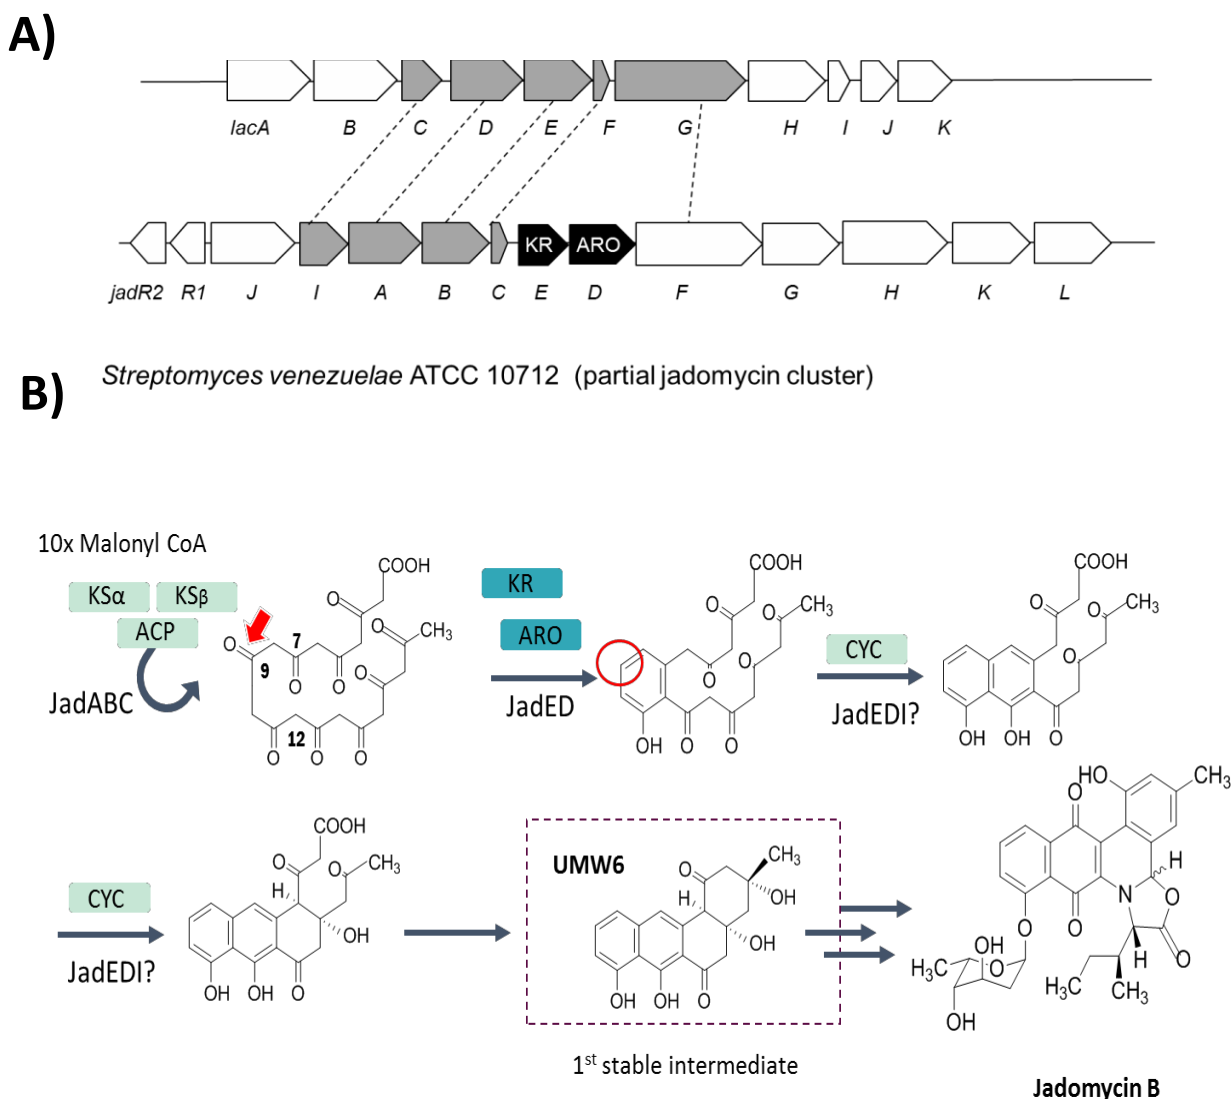 A)
lacA B C D E F G H I J K
KR ARO
jadR2 R1 J I A B C E D F G H K L
Streptomyces venezuelae ATCC 10712 (partial jadomycin cluster)
B)
10x Malonyl CoA
KSα KSβ
ACP
JadABC
COOH
O
O CH3
O 7
9 O O O
12
O O O
KR
ARO
JadED
COOH
O O CH3
O O
OH O O
CYC
JadEDI?
COOH
O O CH3
O
OH OH O
CYC
JadEDI?
COOH
O O CH3
H
OH
OH OH O
UMW6
CH3
O
H OH
OH
OH OH O
1st stable intermediate
HO CH3
O
H
N O
O O
O H
OH
H3C O
H3C CH3
OH
Jadomycin B